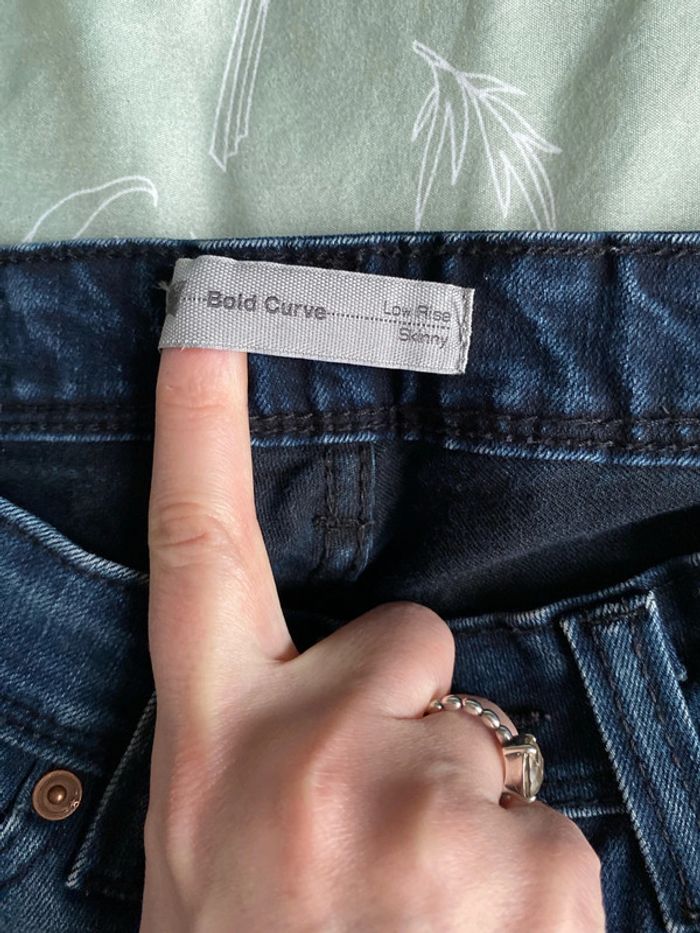 Bold Curve
Low Rise
Skinny